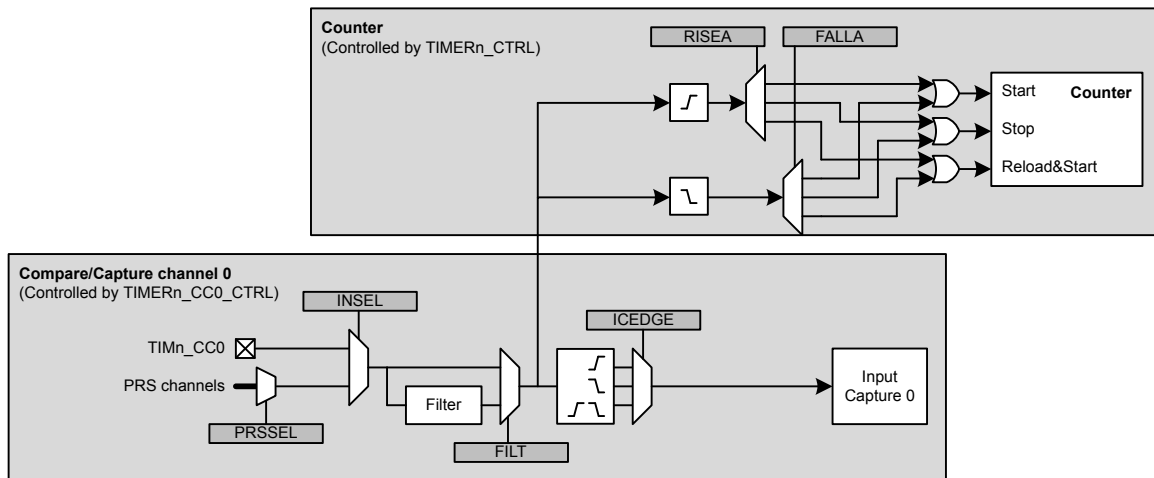 Counter
(Controlled by TIMERn_CTRL)
RISEA
FALLA
Start
Counter
Stop
Reload&Start
Compare/Capture channel 0
(Controlled by TIMERn_CC0_CTRL)
INSEL
ICEDGE
TIMn_CC0
PRS channels
Filter
Input
Capture 0
PRSSEL
FILT